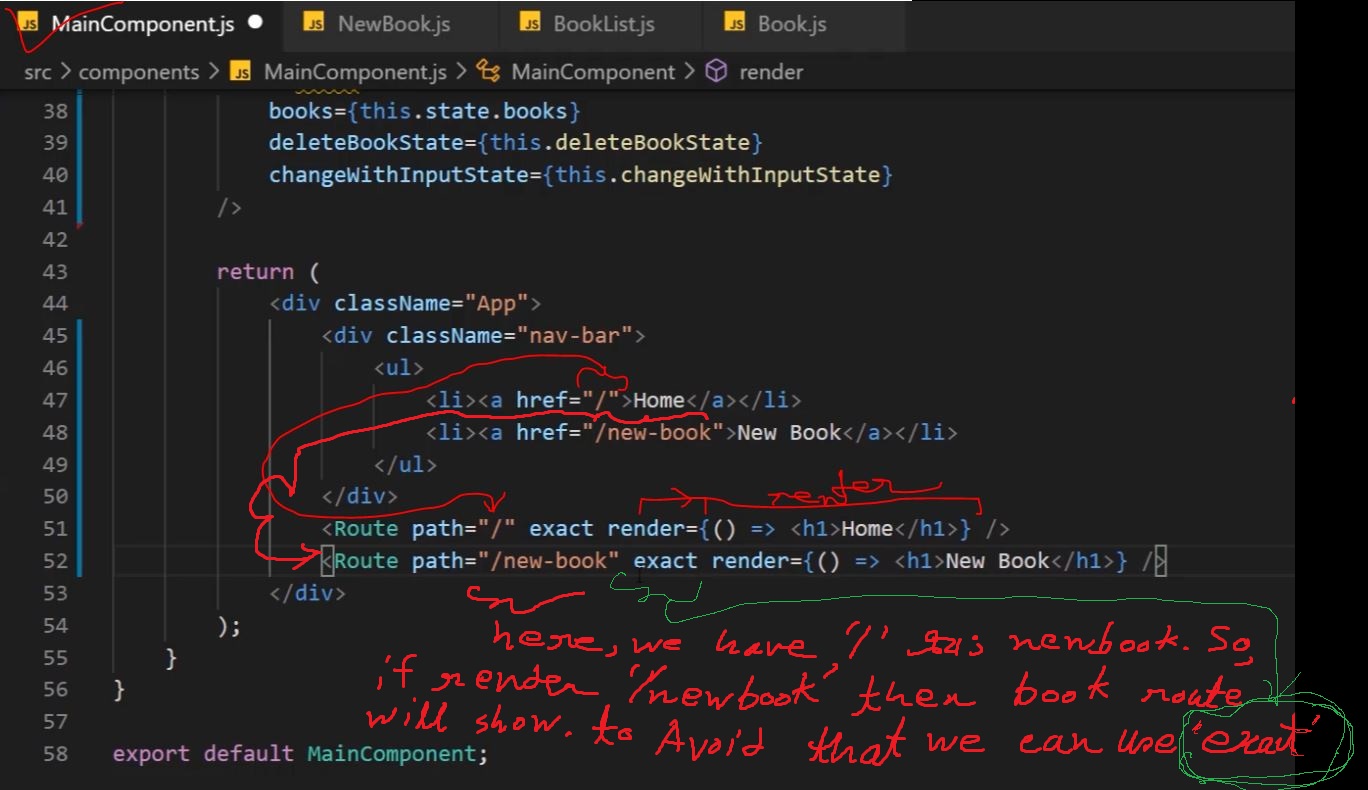 MainComponent.js NewBook.js BookList.js Book.js
src > components > MainComponent.js > MainComponent > render
38 books={this.state.books}
39 deleteBookState={this.deleteBookState}
40 changeWithInputState={this.changeWithInputState}
41 />
42
43 return (
44 <div className="App">
45 <div className="nav-bar">
46 <ul>
47 <li><a href="/">Home</a></li>
48 <li><a href="/new-book">New Book</a></li>
49 </ul>
50 </div>
render
51 <Route path="/" exact render={() => <h1>Home</h1>} />
52 <Route path="/new-book" exact render={() => <h1>New Book</h1>} />
53 </div>
here, we have '/' newbook. So,
54 );
55 }
if render '/newbook' then book route
56 }
will show. to Avoid that we can use 'exact'
57
58 export default MainComponent;